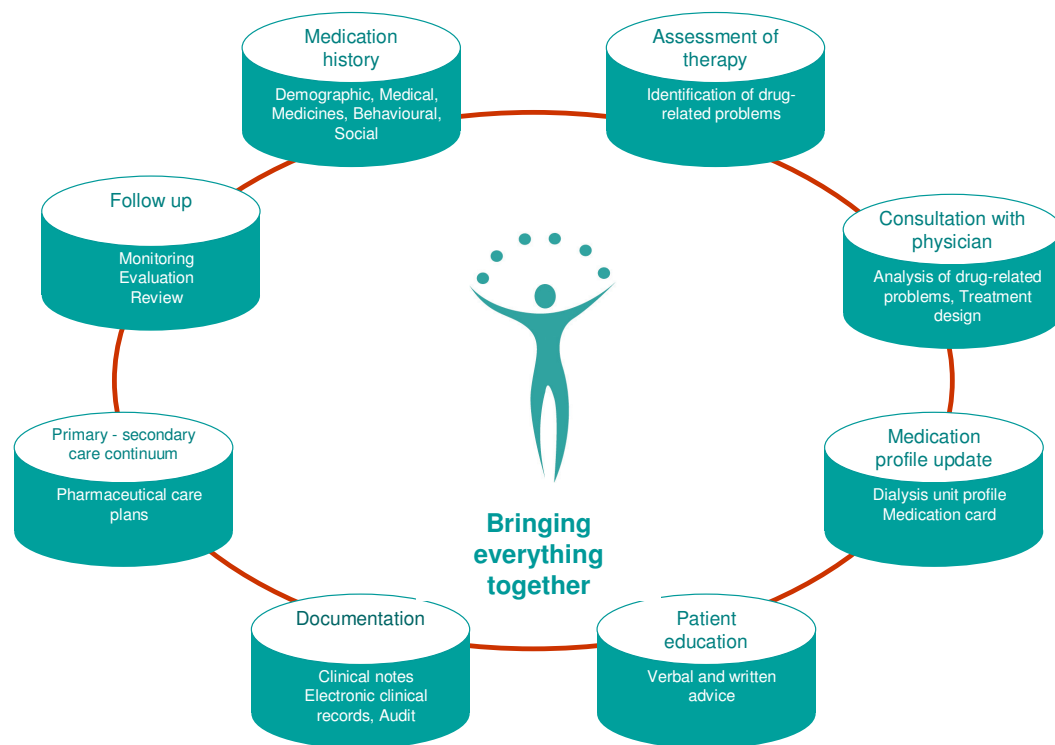 Medication
history
Demographic, Medical,
Medicines, Behavioural,
Social
Assessment of
therapy
Identification of drug-
related problems
Consultation with
physician
Analysis of drug-related
problems, Treatment
design
Medication
profile update
Dialysis unit profile
Medication card
Patient
education
Verbal and written
advice
Documentation
Clinical notes
Electronic clinical
records, Audit
Primary - secondary
care continuum
Pharmaceutical care
plans
Follow up
Monitoring
Evaluation
Review
Bringing
everything
together